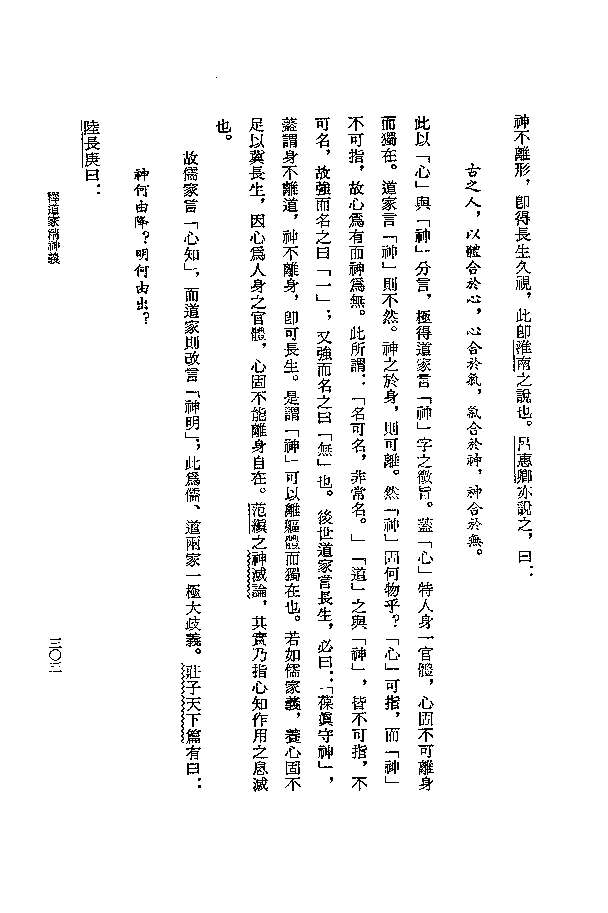 神不離形，卽得長生久視，此卽淮南之說也。呂惠卿亦說之，曰：
古之人，以體合於心，心合於氣，氣合於神，神合於無。
此以「心」與「神」分言，極得道家言「神」字之微旨。蓋「心」特人身一官體，心固不可離身
而獨在。道家言「神」則不然。神之於身，則可離。然「神」固何物乎？「心」可指，而「神」
不可指，故心爲有而神爲無。此所謂：「名可名，非常名。」「道」之與「神」，皆不可指，不
可名，故強而名之曰「一」；又強而名之曰「無」也。後世道家言長生，必曰：「葆眞守神」，
蓋謂身不離道，神不離身，卽可長生。是謂「神」可以離軀體而獨在也。若如儒家義，養心固不
足以冀長生，因心爲人身之官體，心固不能離身自在。范縝之神滅論，其實乃指心知作用之息滅
也。
故儒家言「心知」，而道家則改言「神明」，此爲儒、道兩家一極大歧義。莊子天下篇有曰：
神何由降？明何由出？
陸長庚曰：
釋道家精神義
三〇三